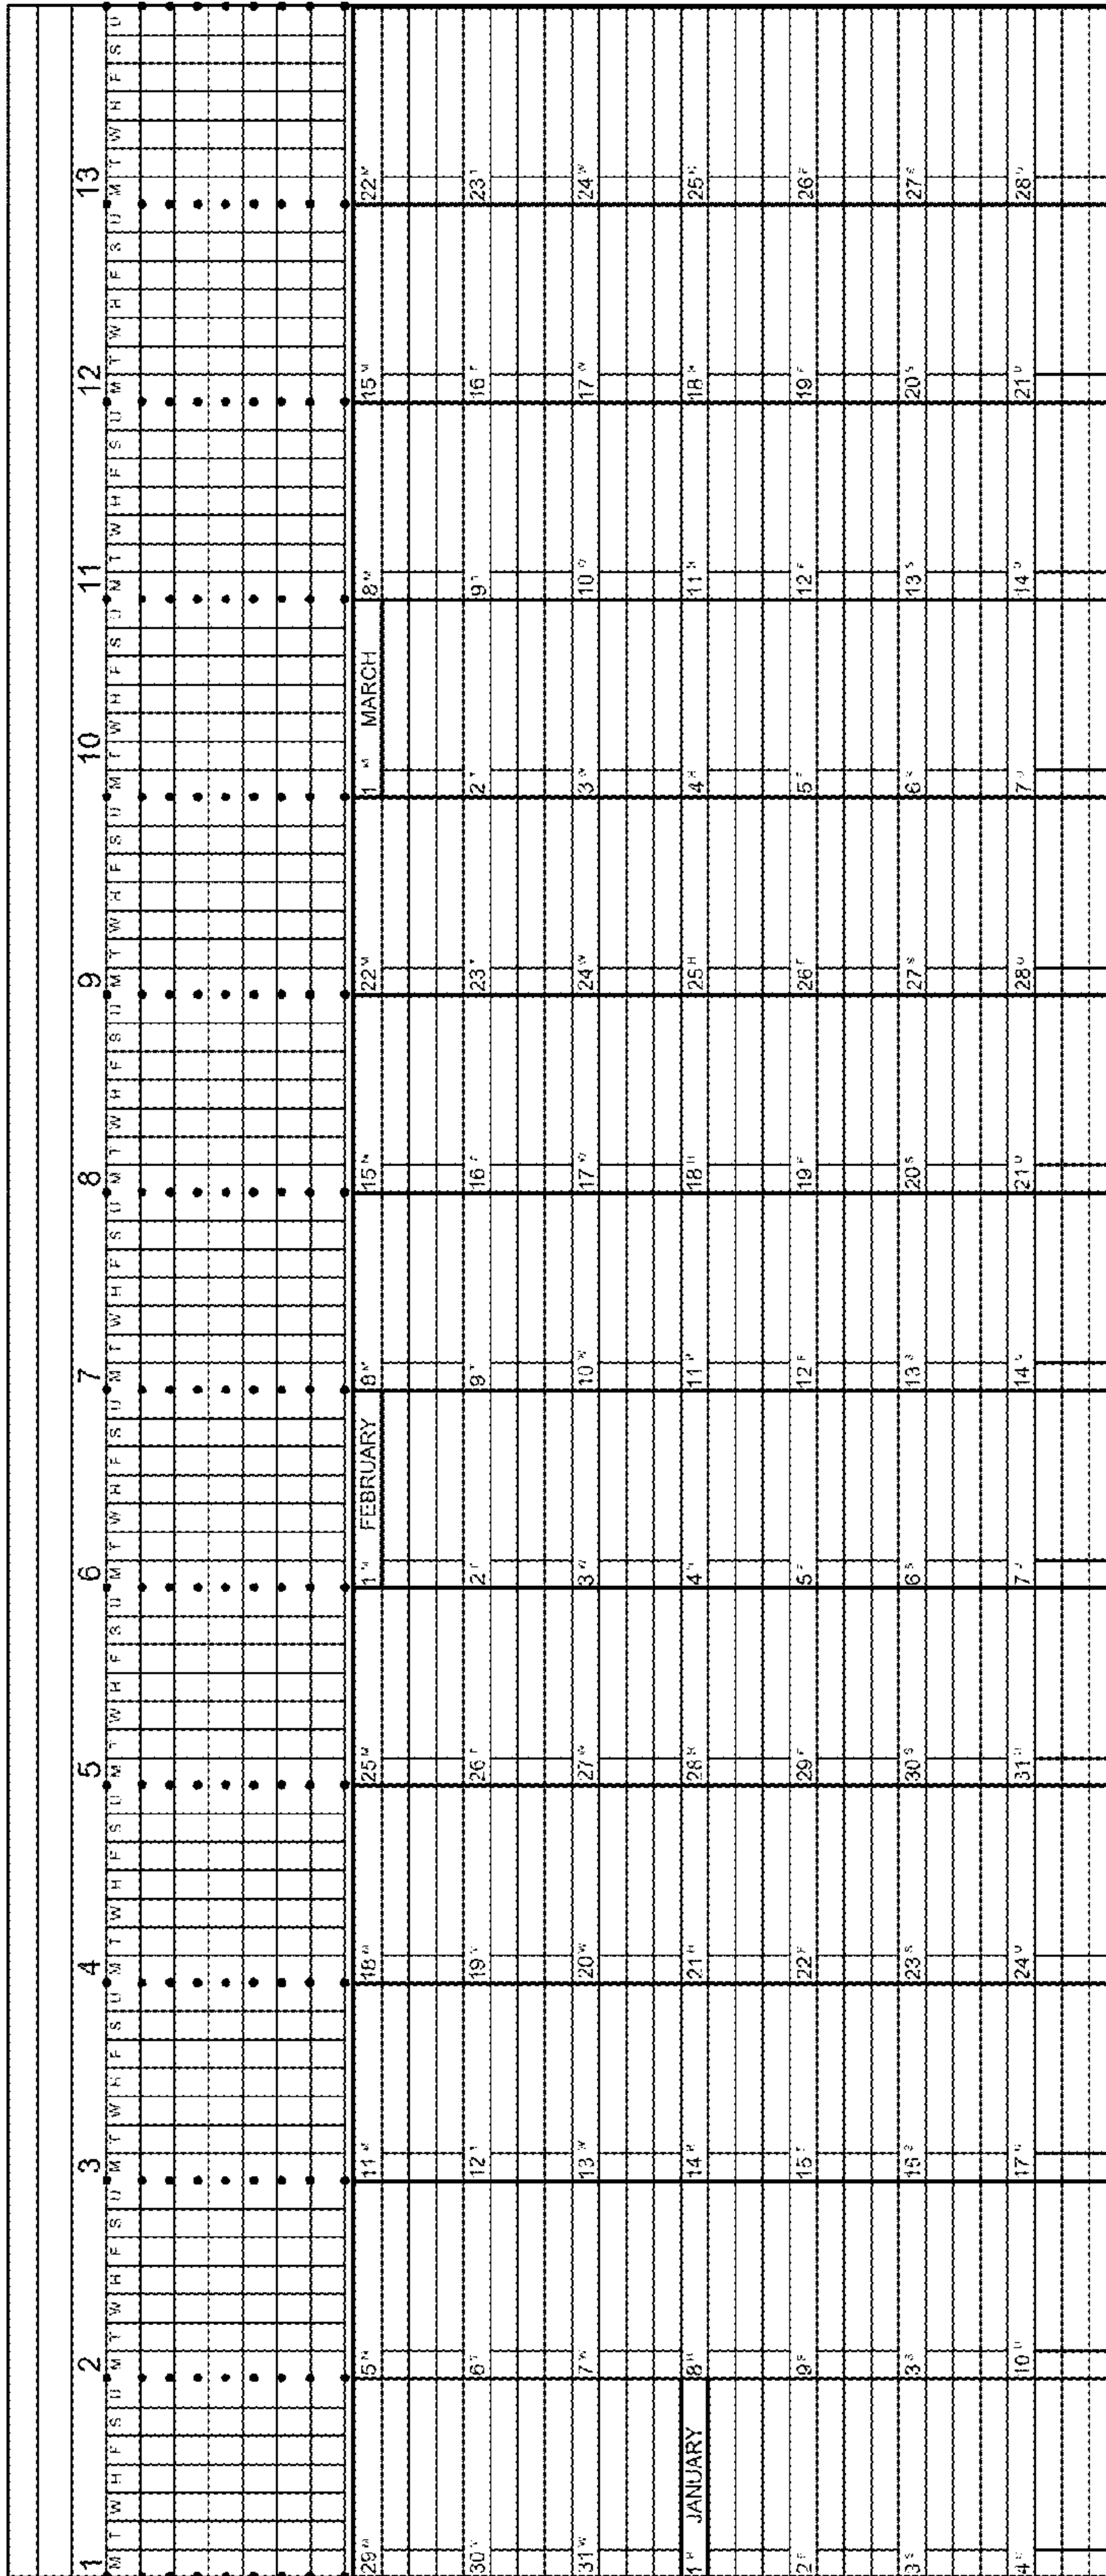 1 2 3 4 5 6 7 8 9 10 11 12 13
M T W H F S U M T W H F S U M T W H F S U M T W H F S U M T W H F S U M T W H F S U M T W H F S U M T W H F S U M T W H F S U M T W H F S U M T W H F S U M T W H F S U M T W H F S U
29 M 5 M 11 M 18 M 25 M 1 M FEBRUARY 8 M 15 M 22 M 1 M MARCH 8 M 15 M 22 M
30 T 6 T 12 T 19 T 26 T 2 T 9 T 16 T 23 T 2 T 9 T 16 T 23 T
31 W 7 W 13 W 20 W 27 W 3 W 10 W 17 W 24 W 3 W 10 W 17 W 24 W
1 H JANUARY 8 H 14 H 21 H 28 H 4 H 11 H 18 H 25 H 4 H 11 H 18 H 25 H
2 F 9 F 15 F 22 F 29 F 5 F 12 F 19 F 26 F 5 F 12 F 19 F 26 F
3 S 3 S 16 S 23 S 30 S 6 S 13 S 20 S 27 S 6 S 13 S 20 S 27 S
4 U 10 U 17 U 24 U 31 U 7 U 14 U 21 U 28 U 7 U 14 U 21 U 28 U